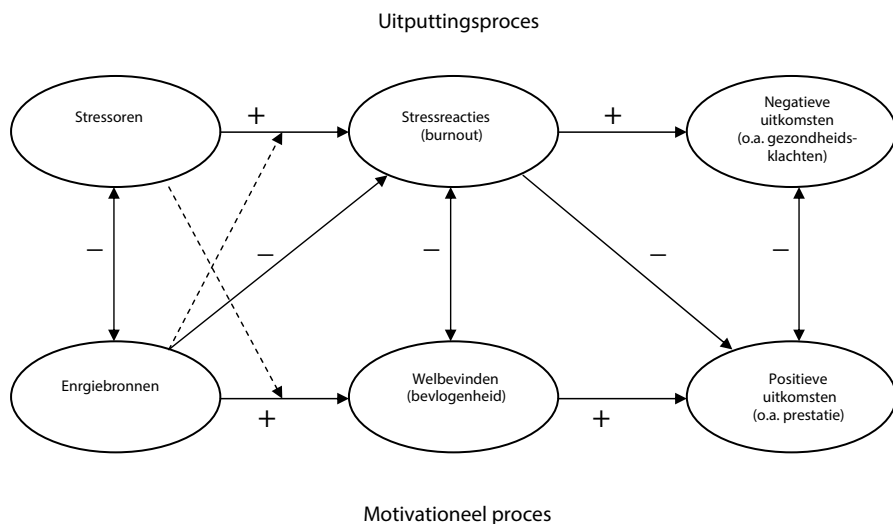 Uitputtingsproces
Stressoren
+
Stressreacties
(burnout)
+
Negatieve
uitkomsten
(o.a. gezondheids-
klachten)
−
−
−
−
Enrgiebronnen
+
Welbevinden
(bevlogenheid)
+
Positieve
uitkomsten
(o.a. prestatie)
Motivationeel proces